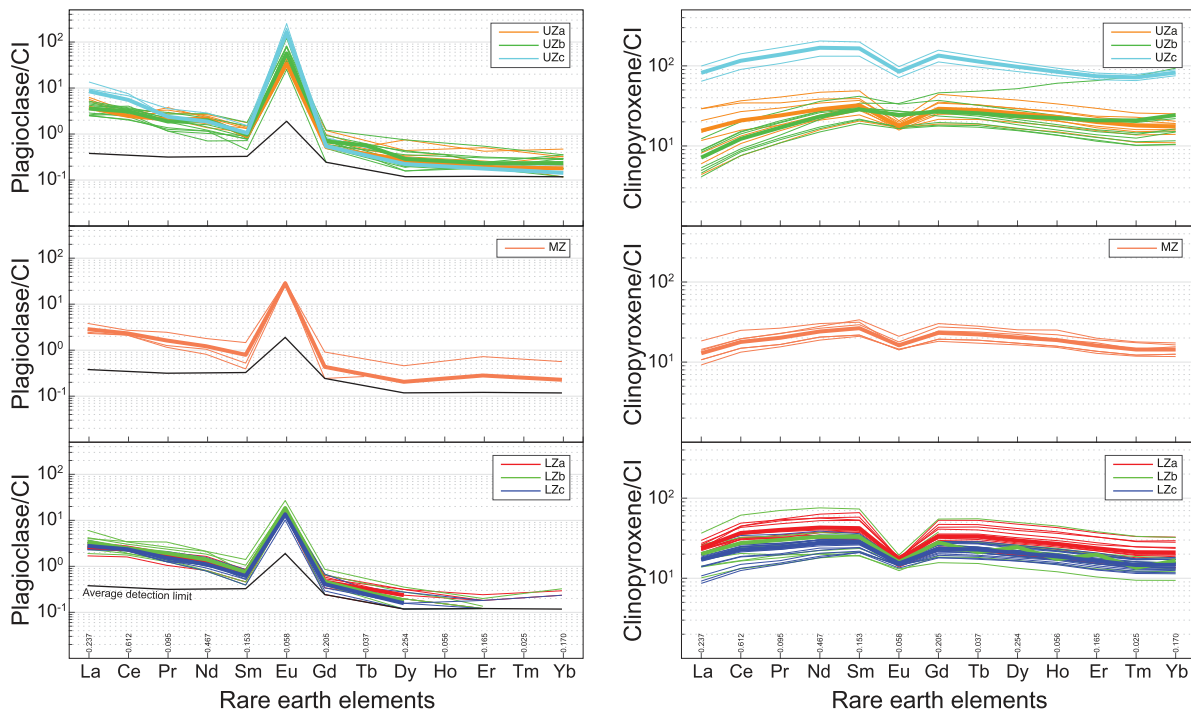 Plagioclase/CI
10²
10¹
10⁰
10⁻¹
UZa
UZb
UZc
Plagioclase/CI
10²
10¹
10⁰
10⁻¹
MZ
Plagioclase/CI
10²
10¹
10⁰
10⁻¹
LZa
LZb
LZc
Average detection limit
0.237
0.612
0.095
0.467
0.153
0.058
0.205
0.037
0.254
0.056
0.165
0.025
0.170
La Ce Pr Nd Sm Eu Gd Tb Dy Ho Er Tm Yb
Rare earth elements
Clinopyroxene/CI
10²
10¹
UZa
UZb
UZc
Clinopyroxene/CI
10²
10¹
MZ
Clinopyroxene/CI
10²
10¹
LZa
LZb
LZc
0.237
0.612
0.095
0.467
0.153
0.058
0.205
0.037
0.254
0.056
0.165
0.025
0.170
La Ce Pr Nd Sm Eu Gd Tb Dy Ho Er Tm Yb
Rare earth elements